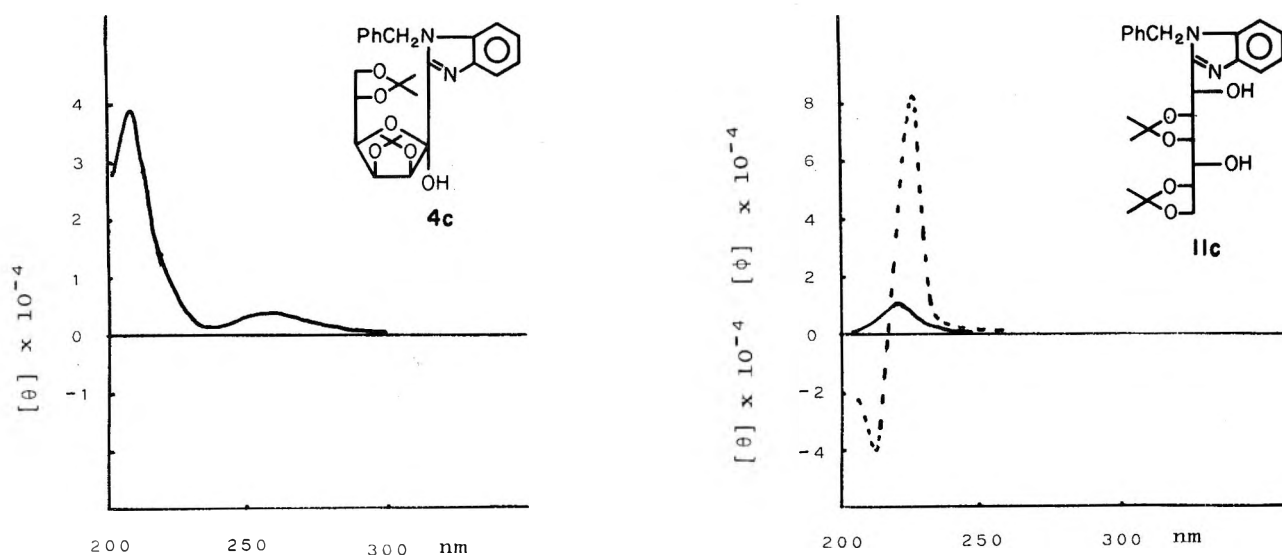 PhCH₂N
N
O
O
O
O
O
OH
4c
4
3
2
1
0
-1
[θ] x 10⁻⁴
200 250 300 nm
PhCH₂N
N
OH
O
O
OH
O
O
11c
8
6
4
2
0
-2
-4
[θ] x 10⁻⁴ [ϕ] x 10⁻⁴
200 250 300 nm